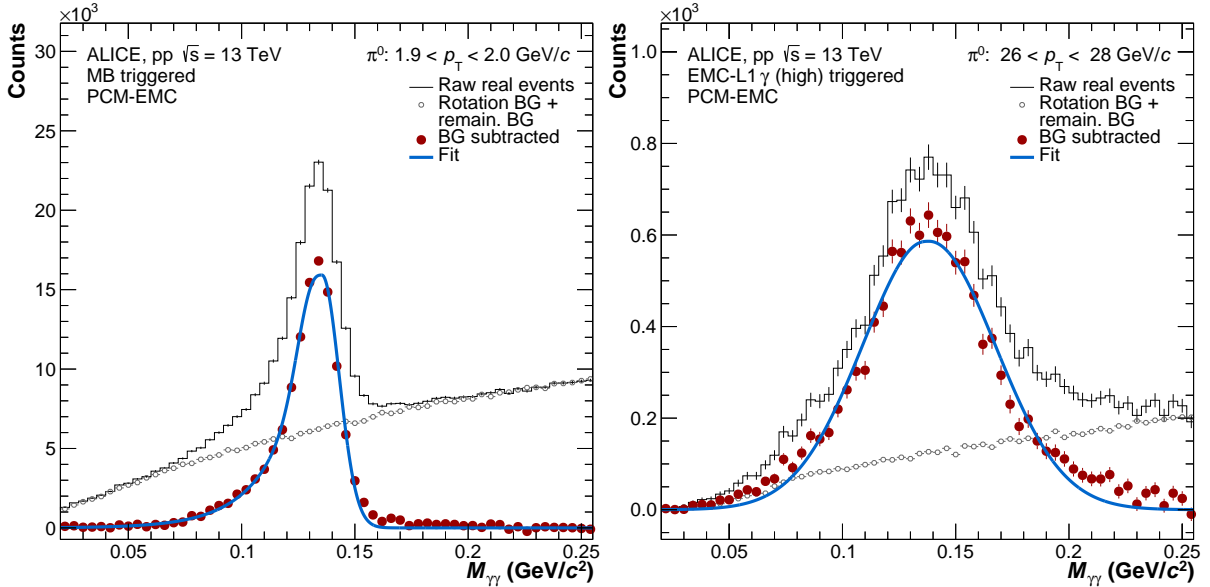 ×10³
Counts
ALICE, pp √s = 13 TeV
MB triggered
PCM-EMC
π⁰: 1.9 < p_T < 2.0 GeV/c
Raw real events
Rotation BG +
remain. BG
BG subtracted
Fit
30
25
20
15
10
5
0
0.05 0.1 0.15 0.2 0.25
M_γγ (GeV/c²)
×10³
Counts
ALICE, pp √s = 13 TeV
EMC-L1 γ (high) triggered
PCM-EMC
π⁰: 26 < p_T < 28 GeV/c
Raw real events
Rotation BG +
remain. BG
BG subtracted
Fit
1.0
0.8
0.6
0.4
0.2
0.0
0.05 0.1 0.15 0.2 0.25
M_γγ (GeV/c²)